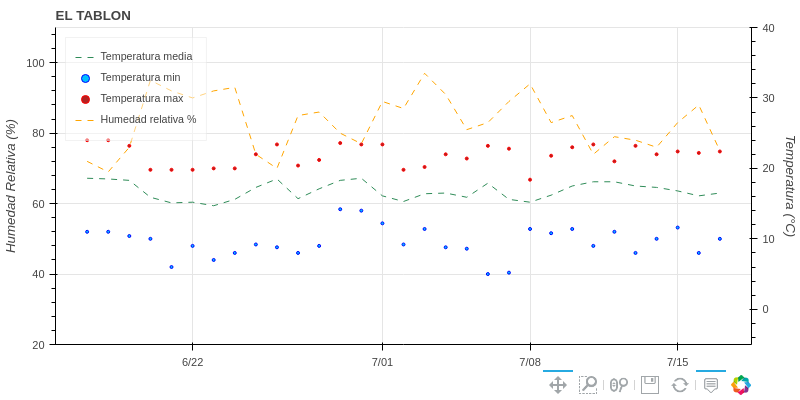 EL TABLON
Temperatura media
Temperatura min
Temperatura max
Humedad relativa %
Humedad Relativa (%)
100
80
60
40
20
40
30
20
10
0
Temperatura (°C)
6/22
7/01
7/08
7/15